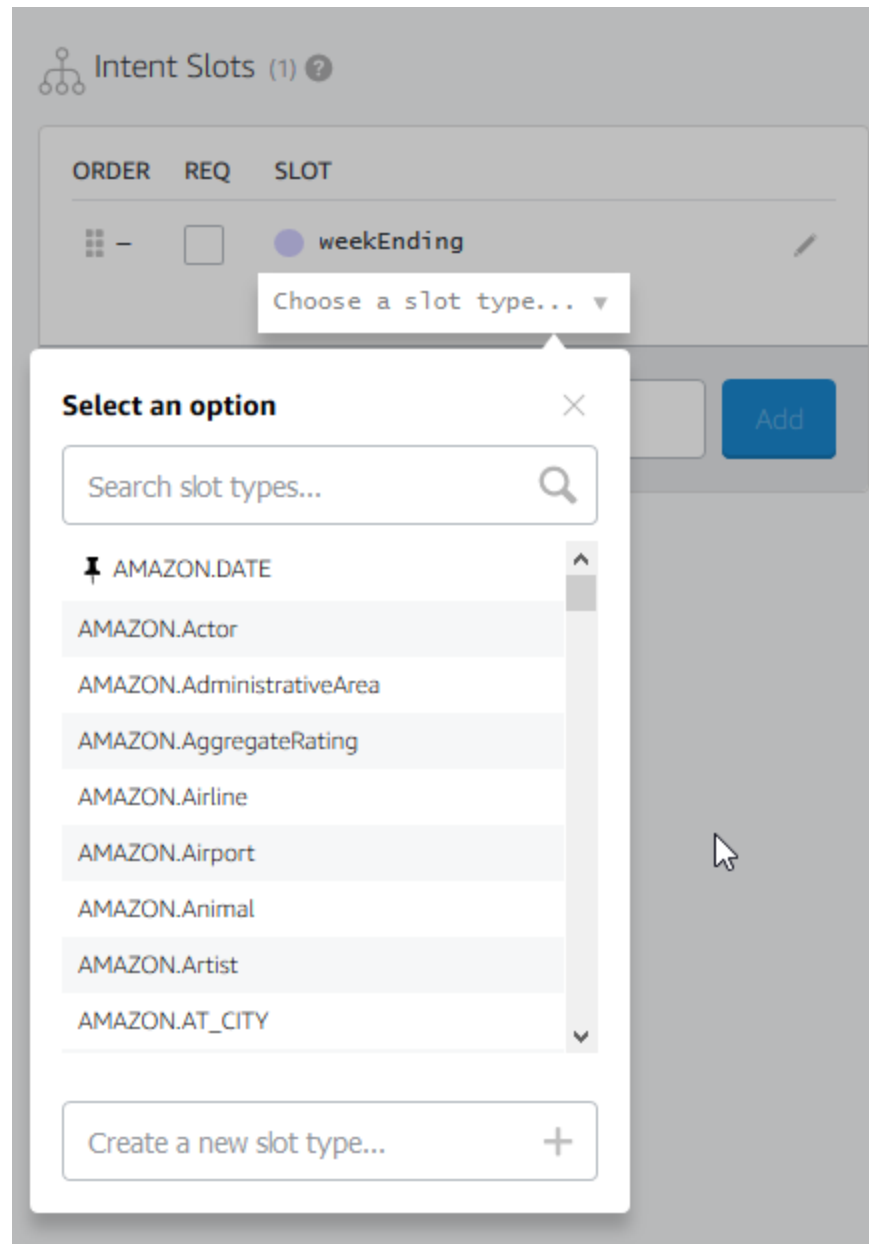 Intent Slots (1) ?
ORDER REQ SLOT
– weekEnding
Choose a slot type... ▼
Select an option
Add
Search slot types...
AMAZON.DATE
AMAZON.Actor
AMAZON.AdministrativeArea
AMAZON.AggregateRating
AMAZON.Airline
AMAZON.Airport
AMAZON.Animal
AMAZON.Artist
AMAZON.AT_CITY
Create a new slot type... +